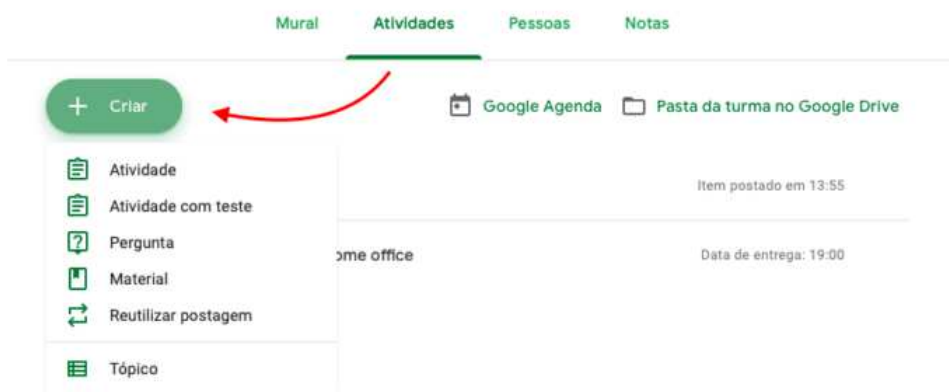 Mural Atividades Pessoas Notas
+ Criar Google Agenda Pasta da turma no Google Drive
Atividade
Item postado em 13:55
Atividade com teste
Pergunta
ome office Data de entrega: 19:00
Material
Reutilizar postagem
Tópico